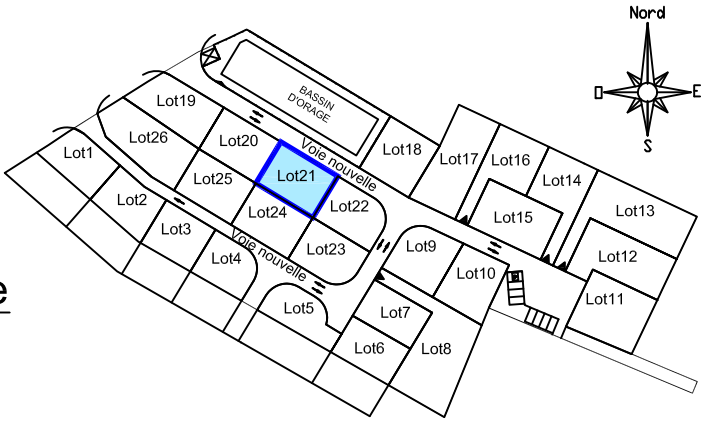 Nord
O
E
S
BASSIN
D'ORAGE
Lot19
Lot26
Lot20
Lot1
Lot25
Lot21
Voie nouvelle
Lot18
Lot17
Lot16
Lot14
Lot13
Lot2
Lot24
Lot22
Lot15
Lot3
Voie nouvelle
Lot23
Lot4
Lot9
Lot10
Lot12
Lot11
Lot5
Lot7
Lot6
Lot8
e